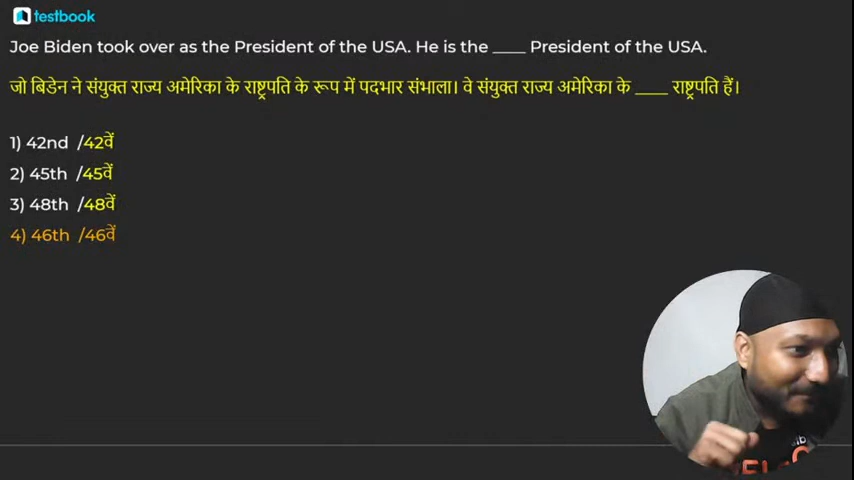 testbook
Joe Biden took over as the President of the USA. He is the ____ President of the USA.
जो बिडेन ने संयुक्त राज्य अमेरिका के राष्ट्रपति के रूप में पदभार संभाला। वे संयुक्त राज्य अमेरिका के ____ राष्ट्रपति हैं।
1) 42nd /42वें
2) 45th /45वें
3) 48th /48वें
4) 46th /46वें